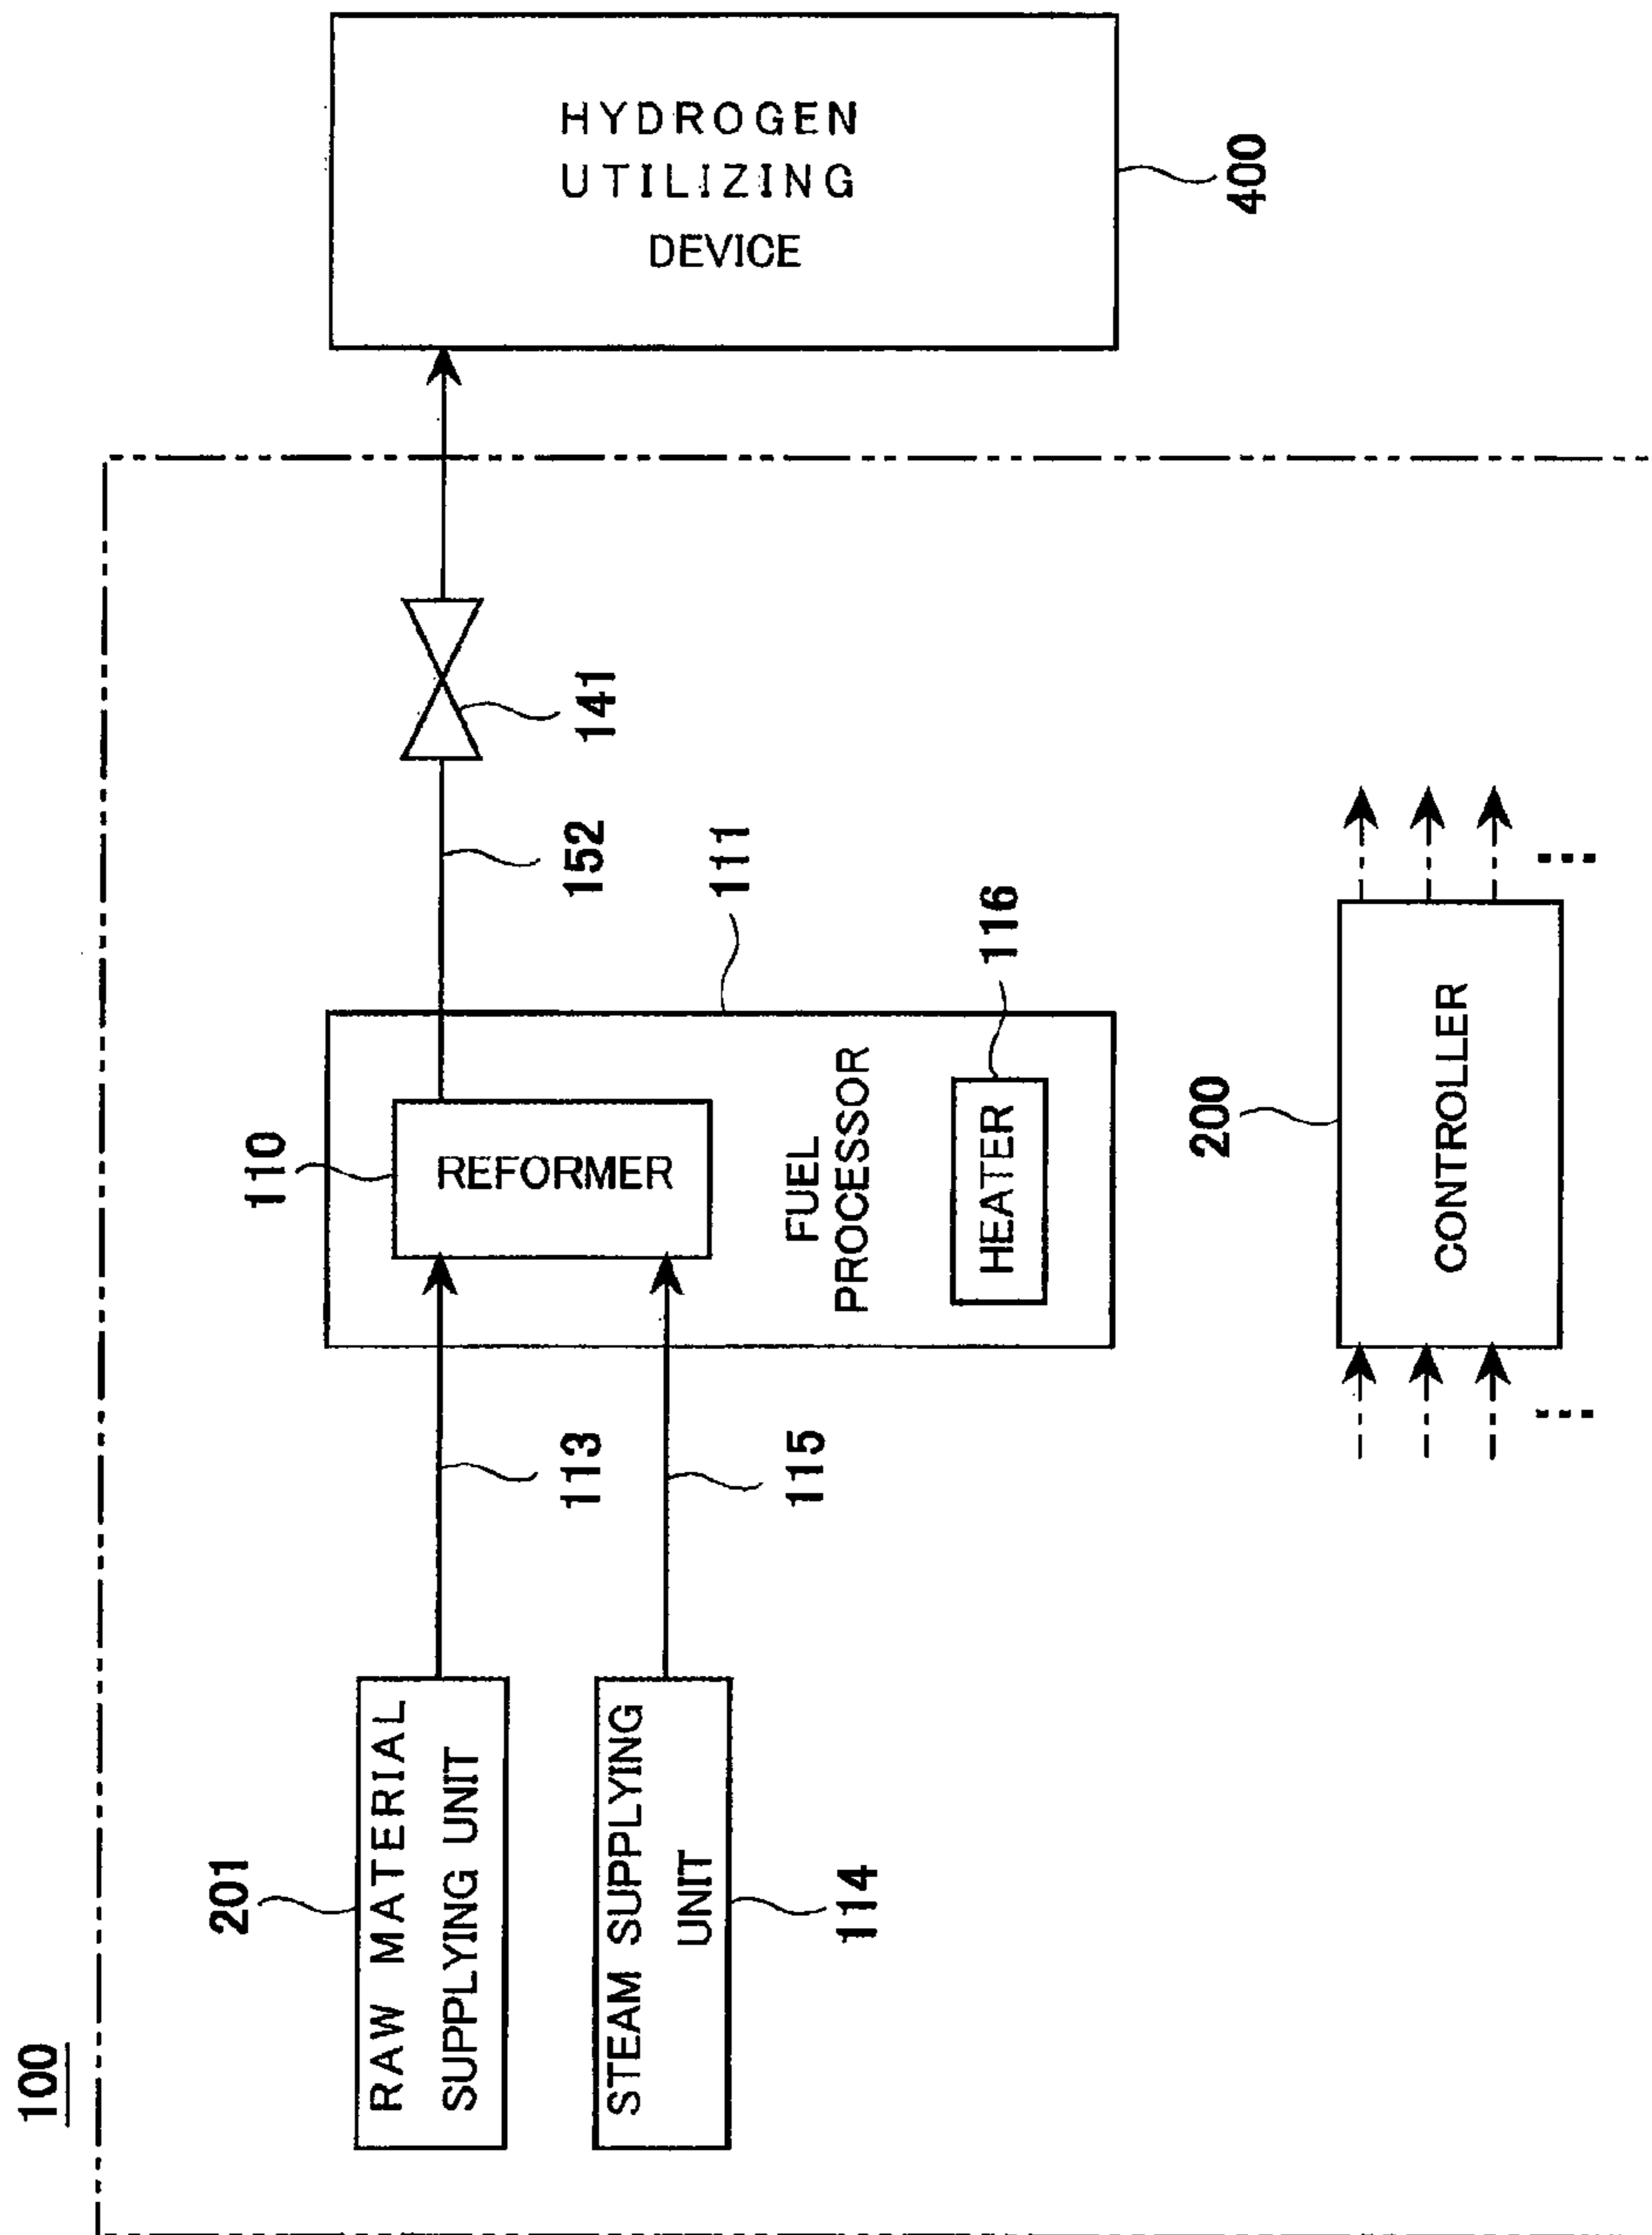 100
HYDROGEN
UTILIZING
DEVICE
400
141
152
111
116
110
REFORMER
FUEL
PROCESSOR
HEATER
200
CONTROLLER
113
115
201
RAW MATERIAL
SUPPLYING UNIT
STEAM SUPPLYING
UNIT
114